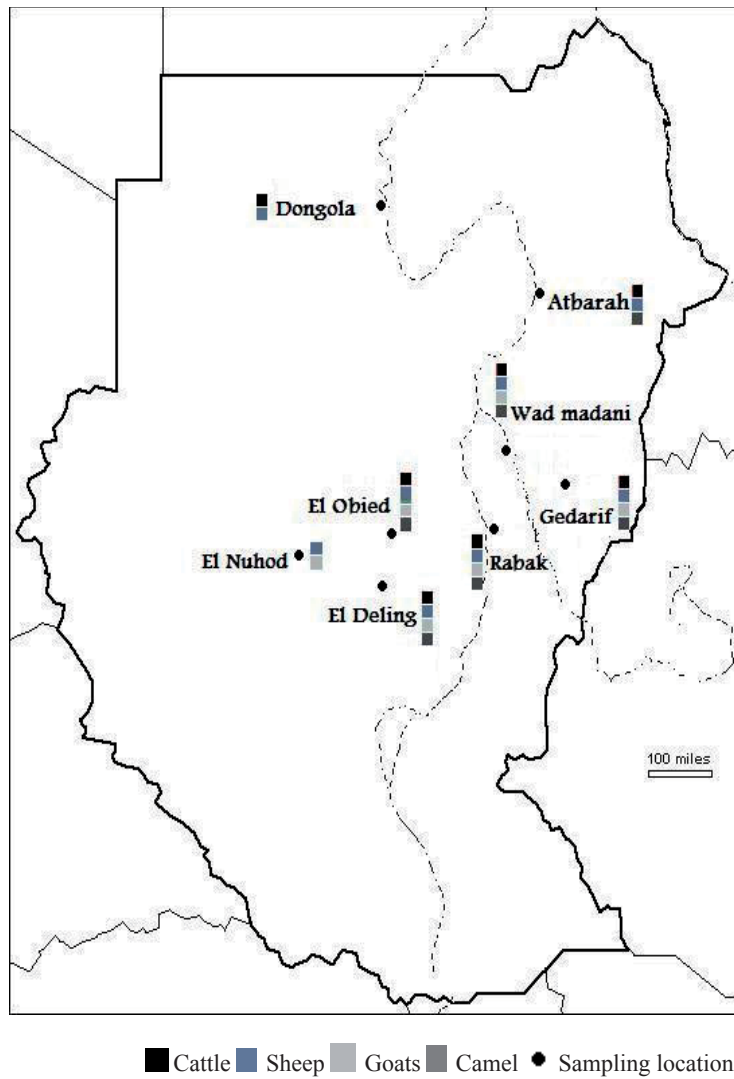 Dongola
Atbarah
Wad madani
El Obied
Gedarif
El Nuhod
Rabak
El Deling
100 miles
Cattle Sheep Goats Camel Sampling location